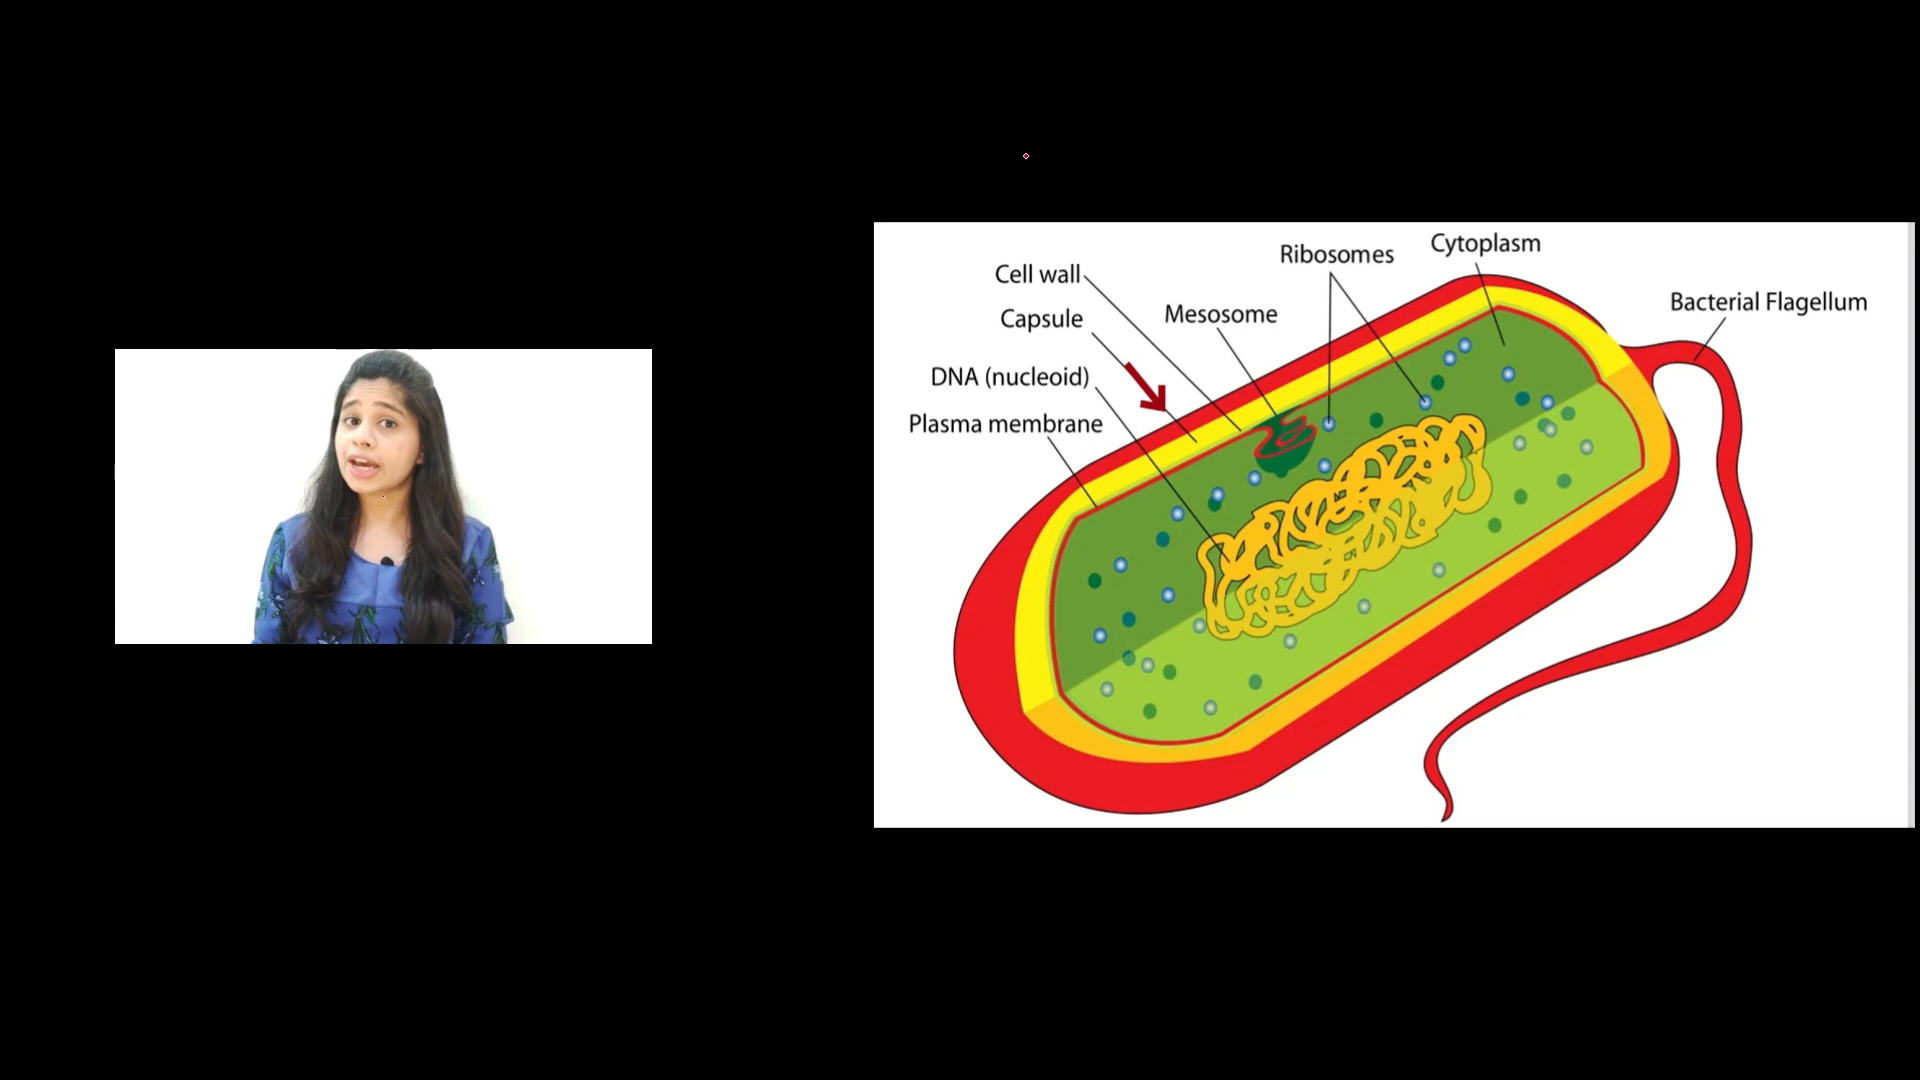 Cytoplasm
Ribosomes
Cell wall
Bacterial Flagellum
Mesosome
Capsule
DNA (nucleoid)
Plasma membrane